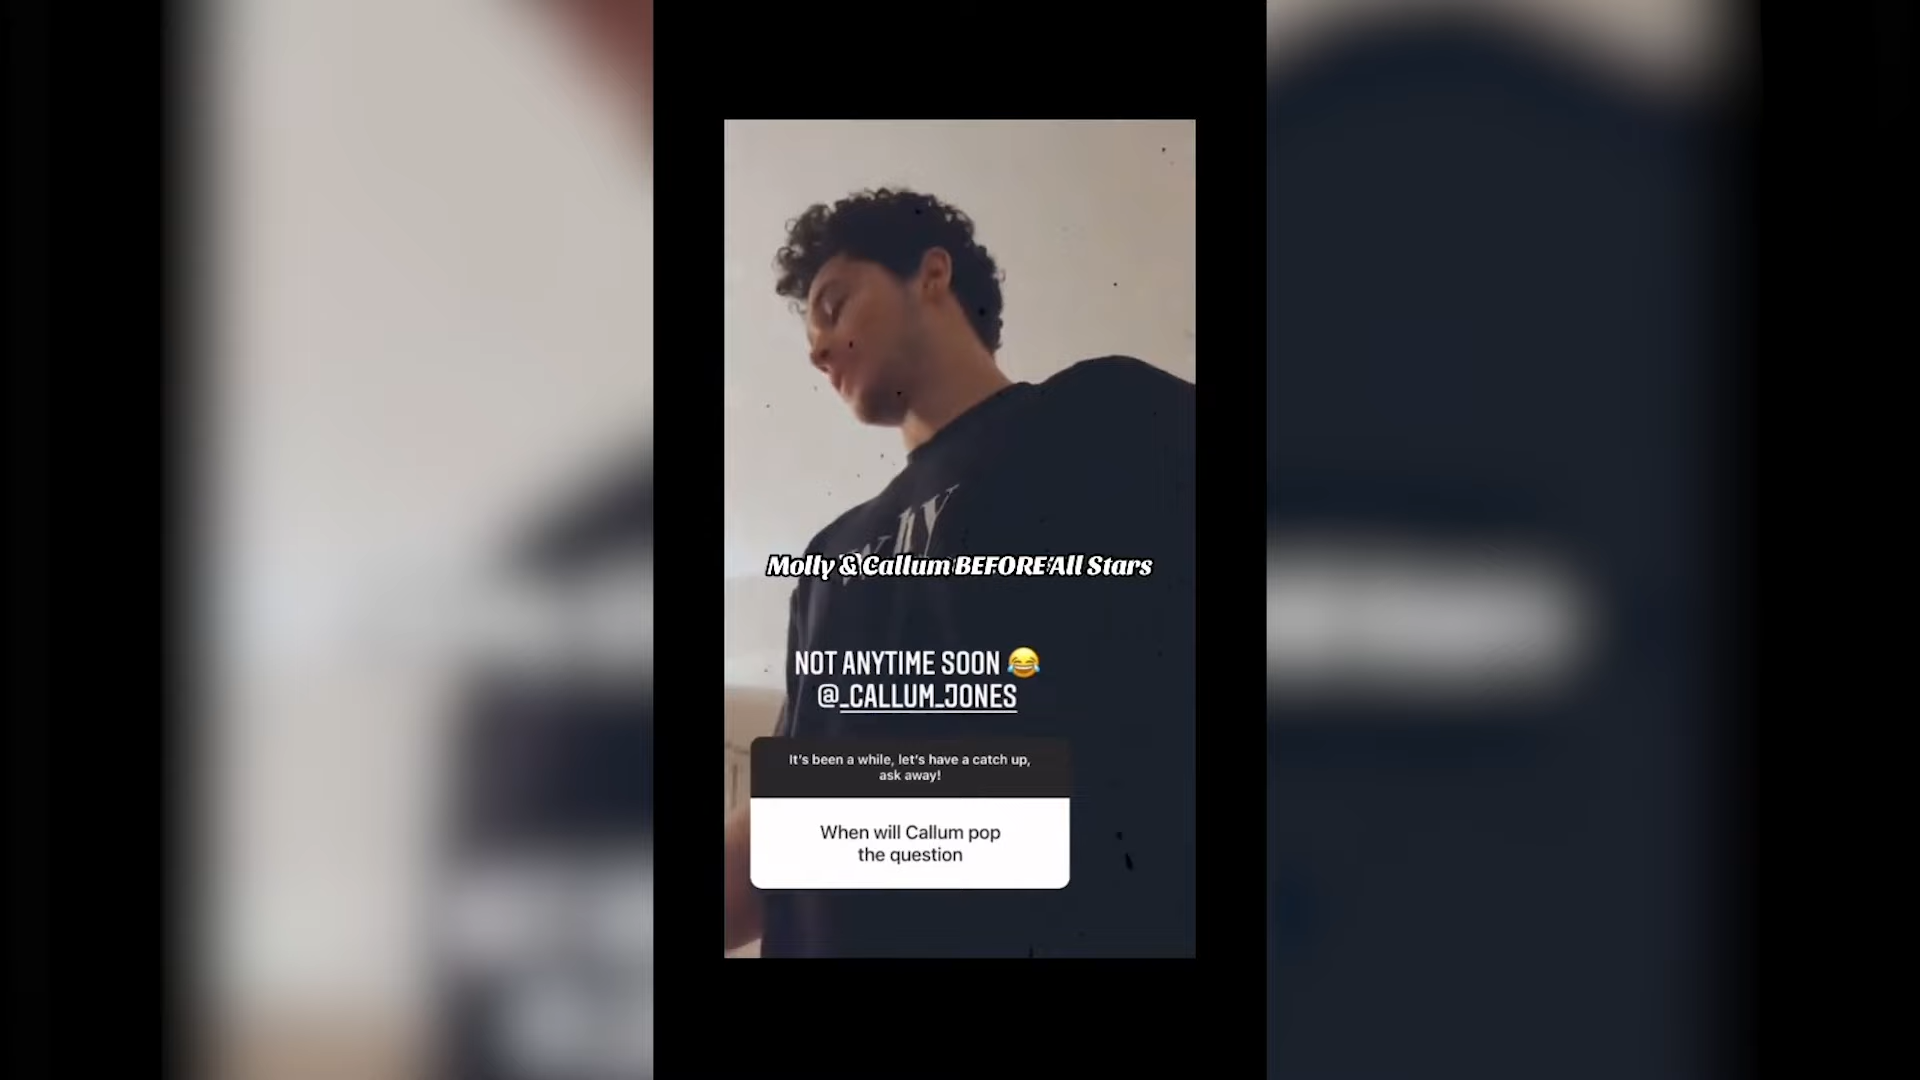 Molly & Callum BEFORE All Stars
NOT ANYTIME SOON 😂
@_CALLUM_JONES
It's been a while, let's have a catch up,
ask away!
When will Callum pop
the question